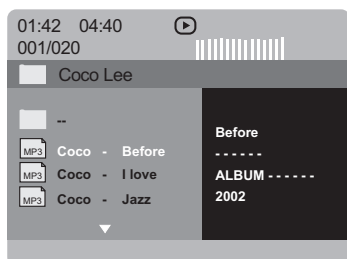 01:42 04:40
001/020
Coco Lee
--
MP3 Coco - Before
MP3 Coco - I love
MP3 Coco - Jazz
Before
- - - - - -
ALBUM - - - - - -
2002